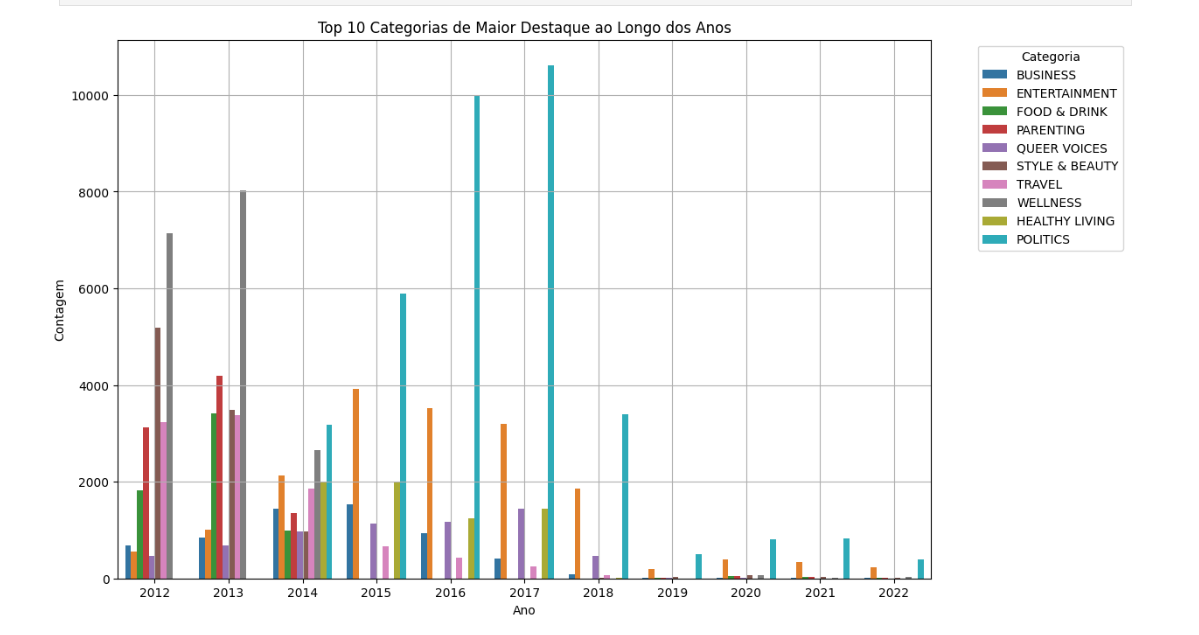 Top 10 Categorias de Maior Destaque ao Longo dos Anos
Categoria
BUSINESS
ENTERTAINMENT
FOOD & DRINK
PARENTING
QUEER VOICES
STYLE & BEAUTY
TRAVEL
WELLNESS
HEALTHY LIVING
POLITICS
Contagem
10000
8000
6000
4000
2000
0
2012 2013 2014 2015 2016 2017 2018 2019 2020 2021 2022
Ano